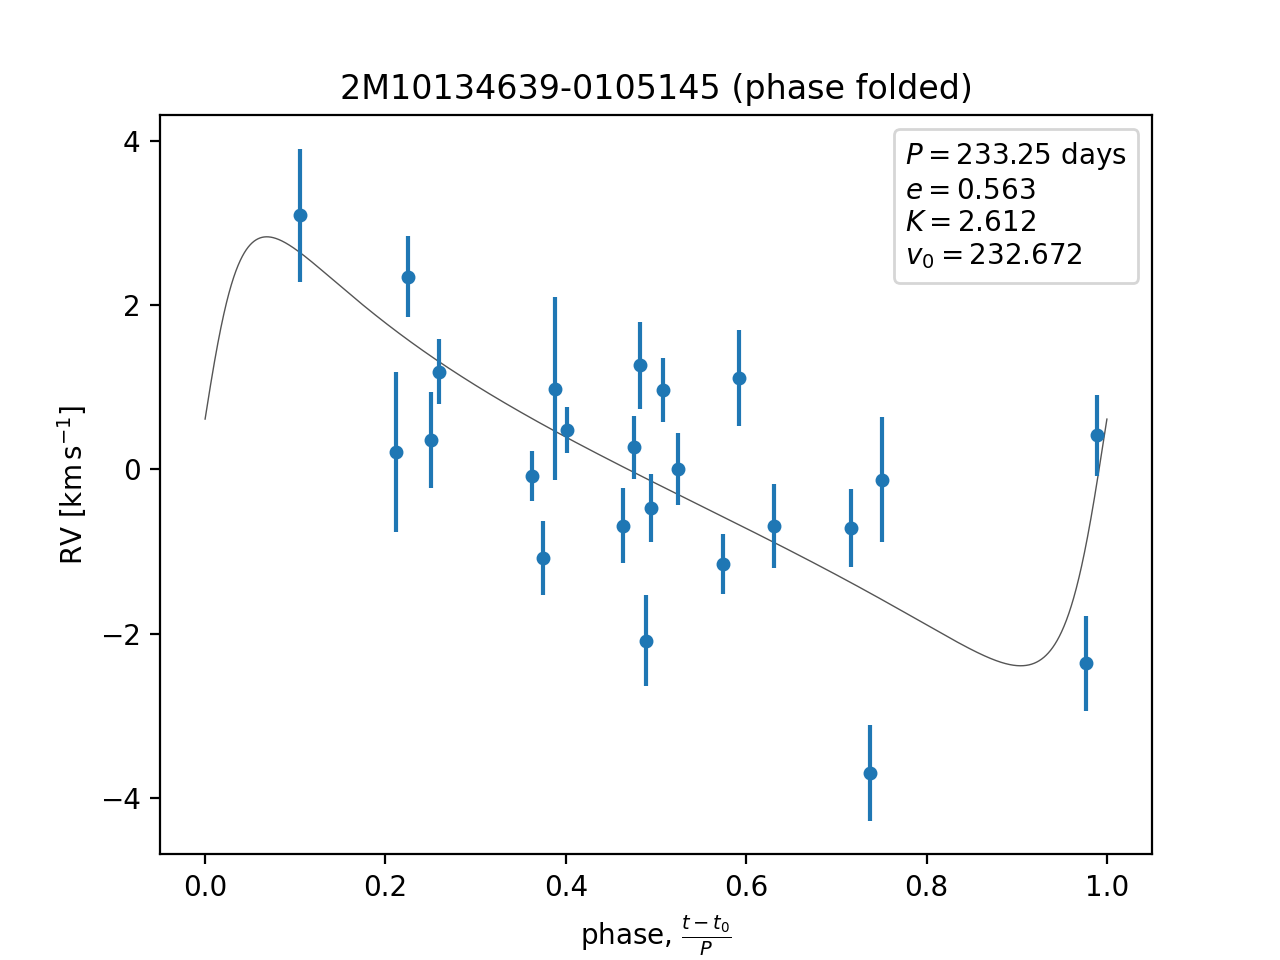 2M10134639-0105145 (phase folded)
P = 233.25 days
e = 0.563
K = 2.612
v₀ = 232.672
RV [km s⁻¹]
4
2
0
−2
−4
0.0 0.2 0.4 0.6 0.8 1.0
phase, (t − t₀)/P